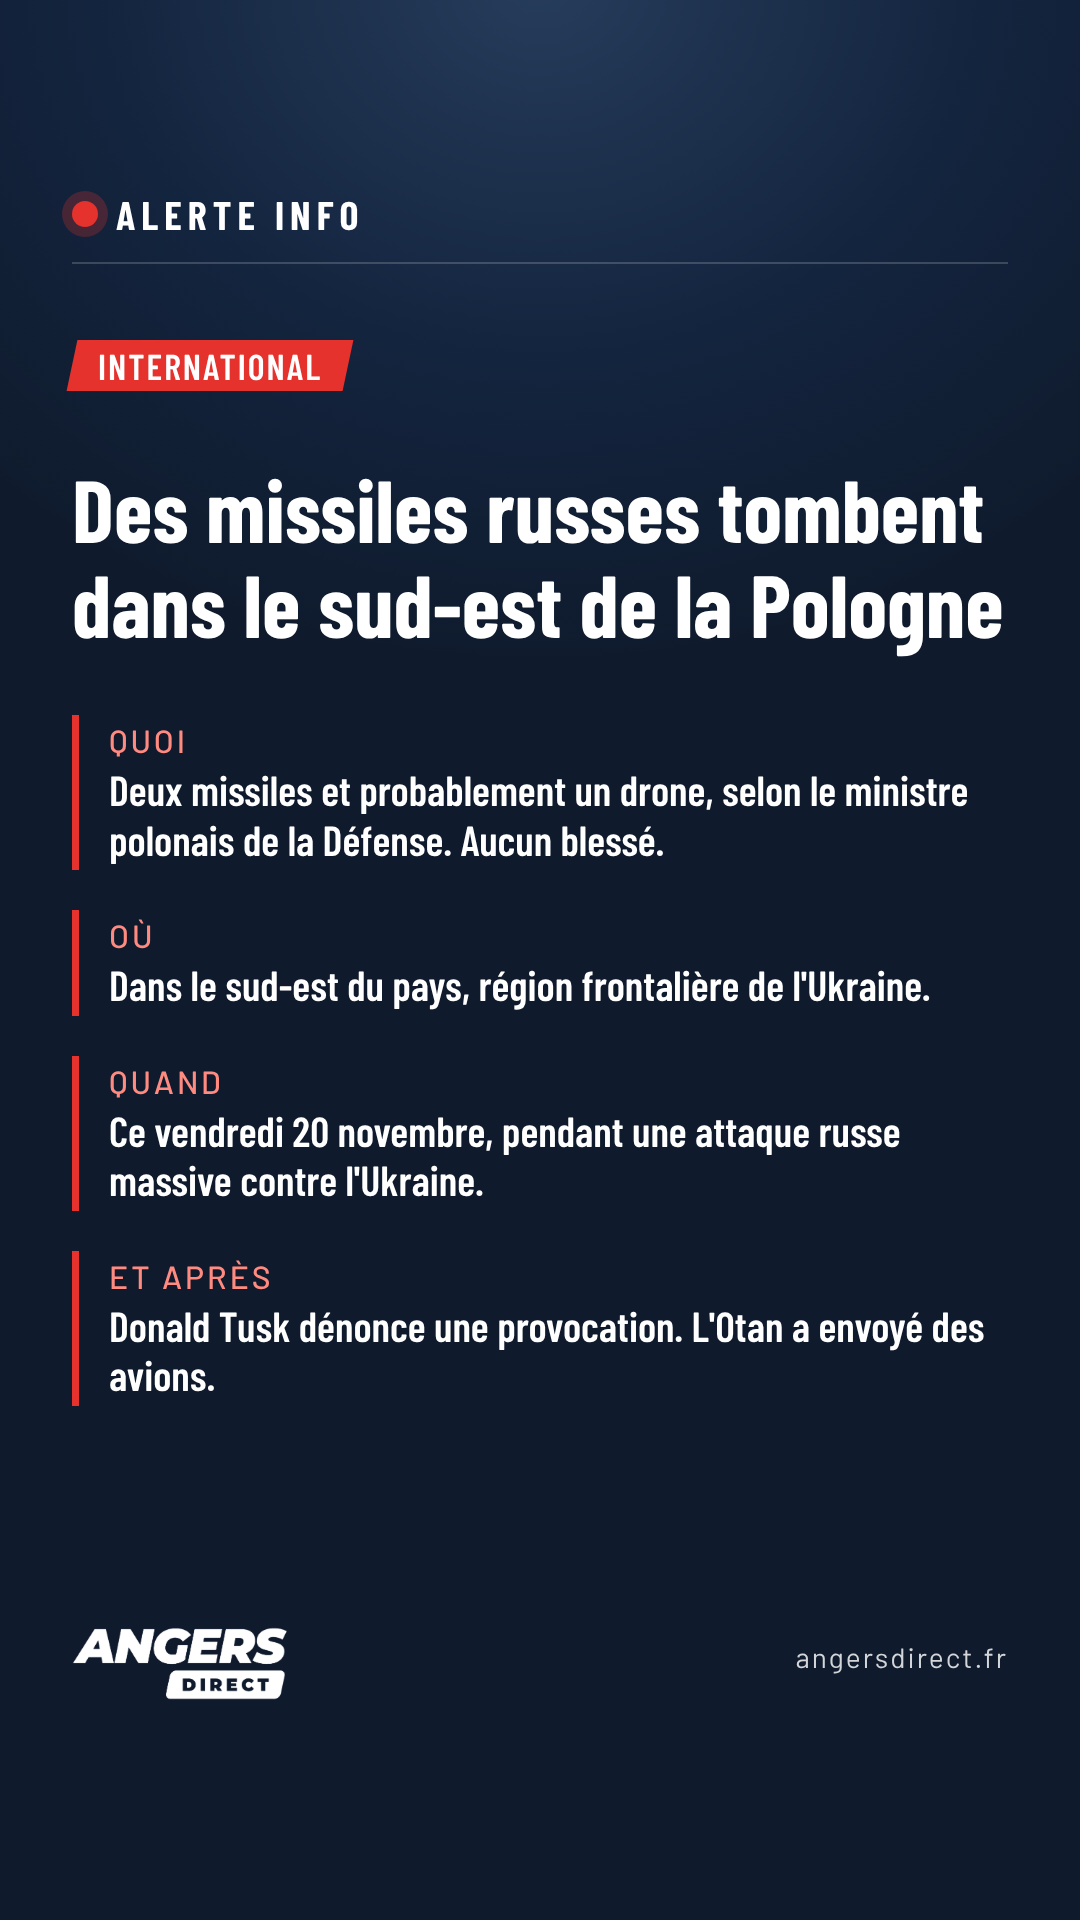 ALERTE INFO
INTERNATIONAL
Des missiles russes tombent
dans le sud-est de la Pologne
QUOI
Deux missiles et probablement un drone, selon le ministre
polonais de la Défense. Aucun blessé.
OÙ
Dans le sud-est du pays, région frontalière de l'Ukraine.
QUAND
Ce vendredi 20 novembre, pendant une attaque russe
massive contre l'Ukraine.
ET APRÈS
Donald Tusk dénonce une provocation. L'Otan a envoyé des
avions.
ANGERS
DIRECT
angersdirect.fr